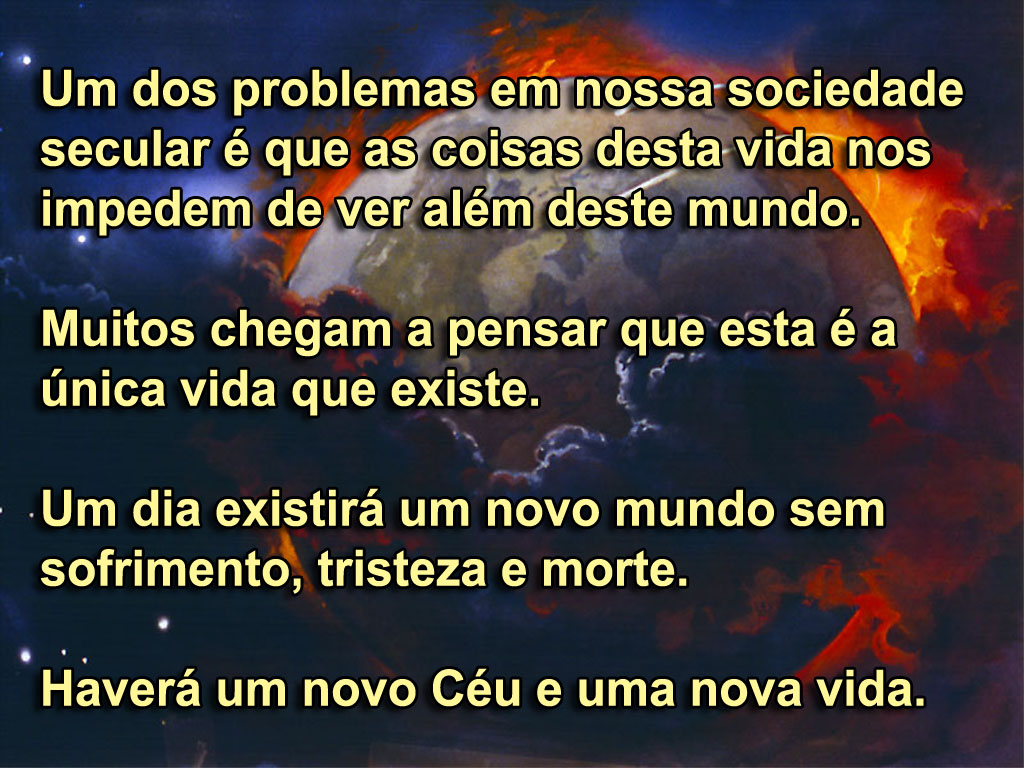 Um dos problemas em nossa sociedade
secular é que as coisas desta vida nos
impedem de ver além deste mundo.
Muitos chegam a pensar que esta é a
única vida que existe.
Um dia existirá um novo mundo sem
sofrimento, tristeza e morte.
Haverá um novo Céu e uma nova vida.